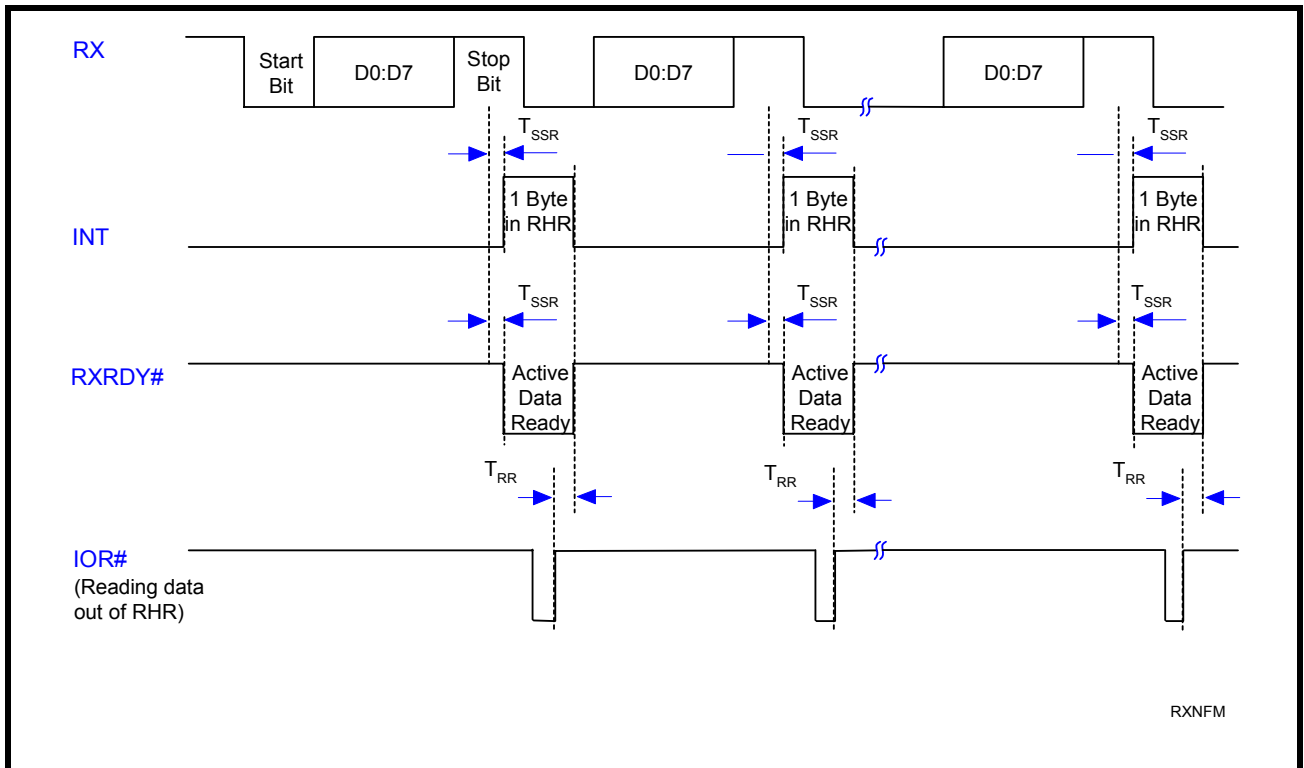 RX
Start
Bit
D0:D7
Stop
Bit
D0:D7
D0:D7
TSSR
TSSR
TSSR
INT
1 Byte
in RHR
1 Byte
in RHR
1 Byte
in RHR
TSSR
TSSR
TSSR
RXRDY#
Active
Data
Ready
Active
Data
Ready
Active
Data
Ready
TRR
TRR
TRR
IOR#
(Reading data
out of RHR)
RXNFM